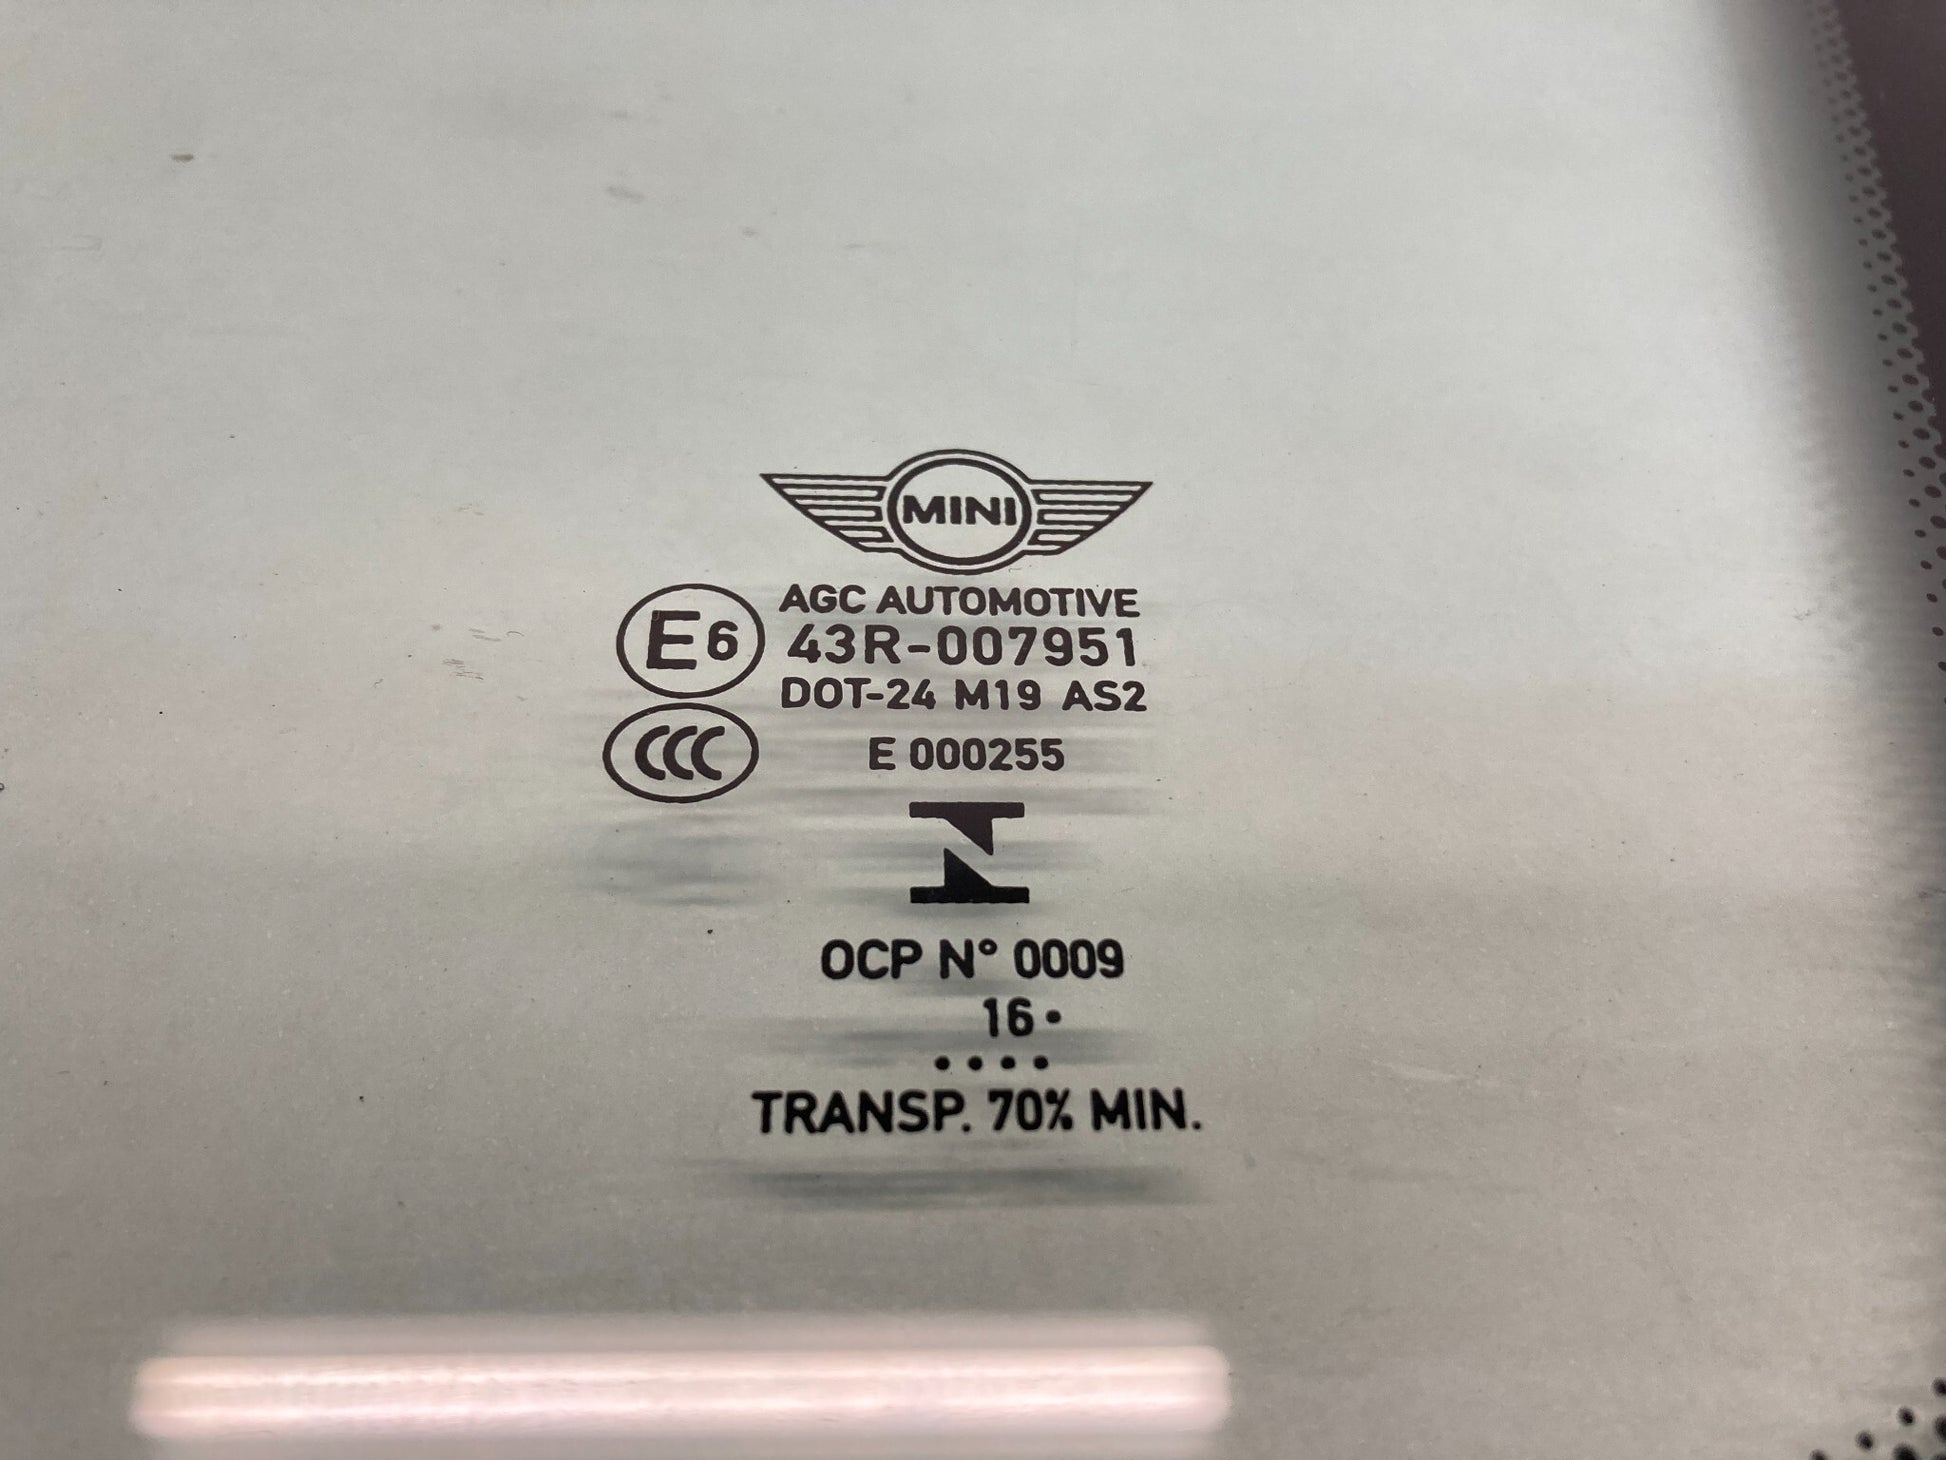 MINI
AGC AUTOMOTIVE
E6 43R-007951
DOT-24 M19 AS2
CCC E 000255
OCP N° 0009
16•
••••
TRANSP. 70% MIN.